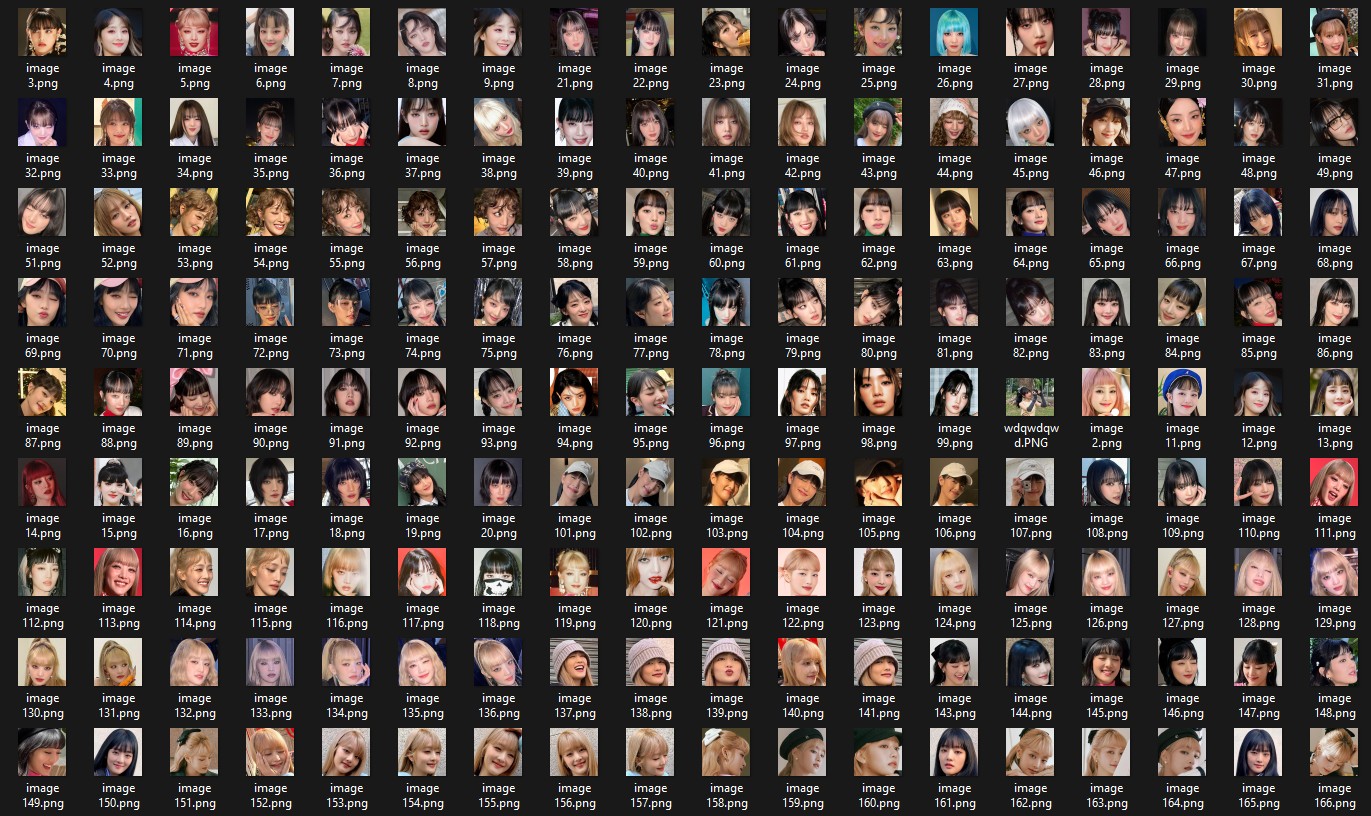 image
3.png
image
4.png
image
5.png
image
6.png
image
7.png
image
8.png
image
9.png
image
21.png
image
22.png
image
23.png
image
24.png
image
25.png
image
26.png
image
27.png
image
28.png
image
29.png
image
30.png
image
31.png
image
32.png
image
33.png
image
34.png
image
35.png
image
36.png
image
37.png
image
38.png
image
39.png
image
40.png
image
41.png
image
42.png
image
43.png
image
44.png
image
45.png
image
46.png
image
47.png
image
48.png
image
49.png
image
51.png
image
52.png
image
53.png
image
54.png
image
55.png
image
56.png
image
57.png
image
58.png
image
59.png
image
60.png
image
61.png
image
62.png
image
63.png
image
64.png
image
65.png
image
66.png
image
67.png
image
68.png
image
69.png
image
70.png
image
71.png
image
72.png
image
73.png
image
74.png
image
75.png
image
76.png
image
77.png
image
78.png
image
79.png
image
80.png
image
81.png
image
82.png
image
83.png
image
84.png
image
85.png
image
86.png
image
87.png
image
88.png
image
89.png
image
90.png
image
91.png
image
92.png
image
93.png
image
94.png
image
95.png
image
96.png
image
97.png
image
98.png
image
99.png
wdqwdqw
d.PNG
image
2.png
image
11.png
image
12.png
image
13.png
image
14.png
image
15.png
image
16.png
image
17.png
image
18.png
image
19.png
image
20.png
image
101.png
image
102.png
image
103.png
image
104.png
image
105.png
image
106.png
image
107.png
image
108.png
image
109.png
image
110.png
image
111.png
image
112.png
image
113.png
image
114.png
image
115.png
image
116.png
image
117.png
image
118.png
image
119.png
image
120.png
image
121.png
image
122.png
image
123.png
image
124.png
image
125.png
image
126.png
image
127.png
image
128.png
image
129.png
image
130.png
image
131.png
image
132.png
image
133.png
image
134.png
image
135.png
image
136.png
image
137.png
image
138.png
image
139.png
image
140.png
image
141.png
image
143.png
image
144.png
image
145.png
image
146.png
image
147.png
image
148.png
image
149.png
image
150.png
image
151.png
image
152.png
image
153.png
image
154.png
image
155.png
image
156.png
image
157.png
image
158.png
image
159.png
image
160.png
image
161.png
image
162.png
image
163.png
image
164.png
image
165.png
image
166.png